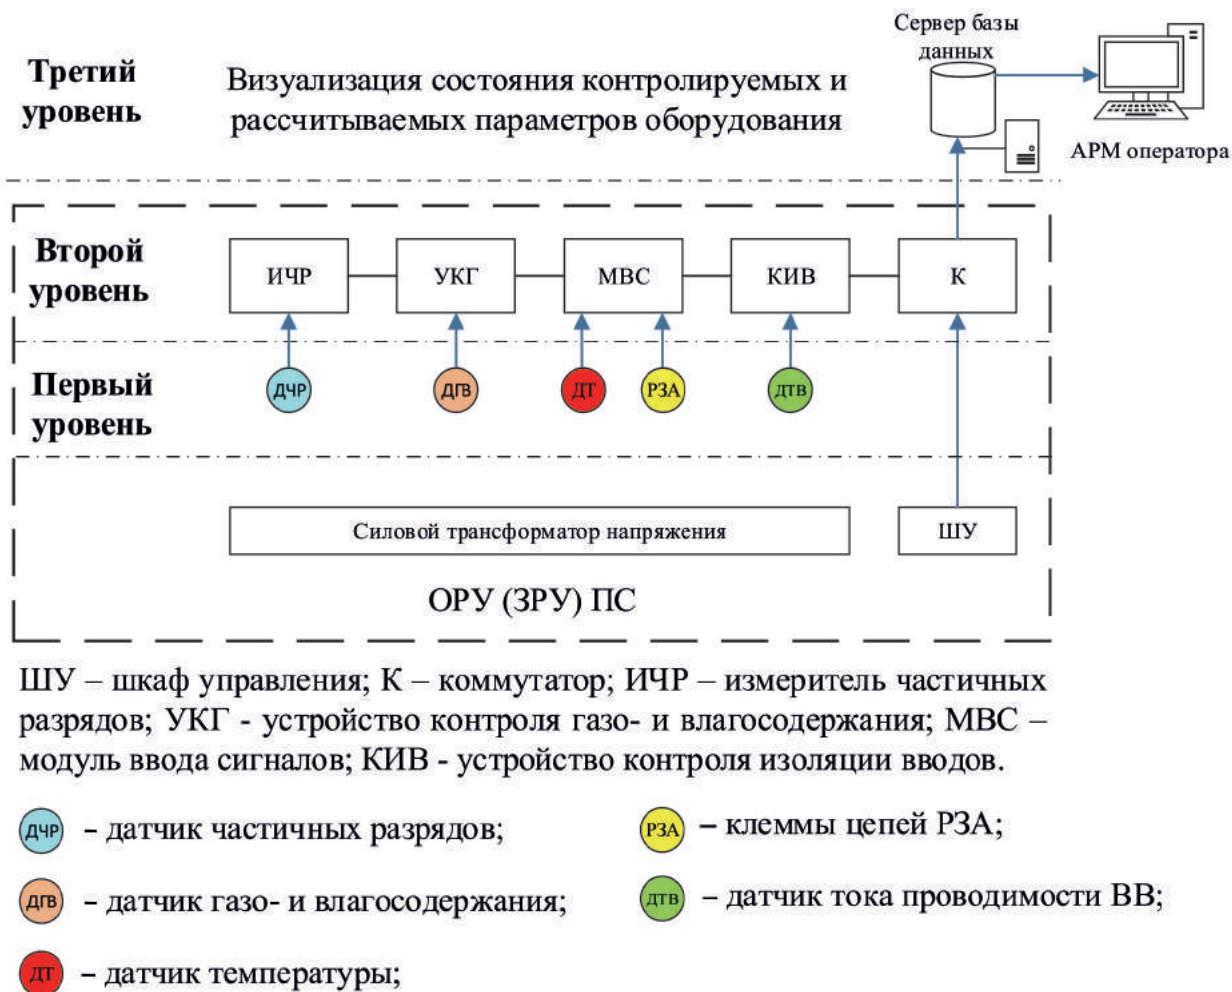 Сервер базы
данных
Третий
уровень
Визуализация состояния контролируемых и
рассчитываемых параметров оборудования
АРМ оператора
Второй
уровень
ИЧР
УКГ
МВС
КИВ
К
Первый
уровень
ДЧР
ДГВ
ДТ
РЗА
ДТВ
Силовой трансформатор напряжения
ШУ
ОРУ (ЗРУ) ПС
ШУ – шкаф управления; К – коммутатор; ИЧР – измеритель частичных
разрядов; УКГ - устройство контроля газо- и влагосодержания; МВС –
модуль ввода сигналов; КИВ - устройство контроля изоляции вводов.
ДЧР – датчик частичных разрядов;
РЗА – клеммы цепей РЗА;
ДГВ – датчик газо- и влагосодержания;
ДТВ – датчик тока проводимости ВВ;
ДТ – датчик температуры;